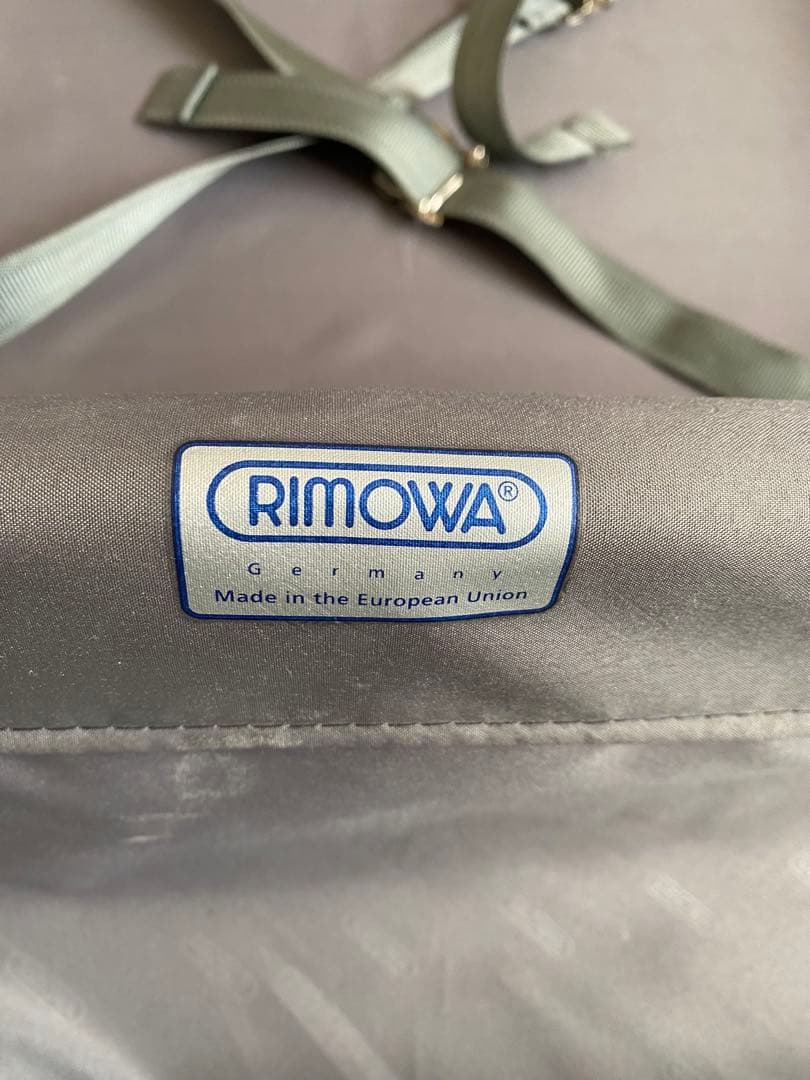 RIMOWA®
Germany
Made in the European Union